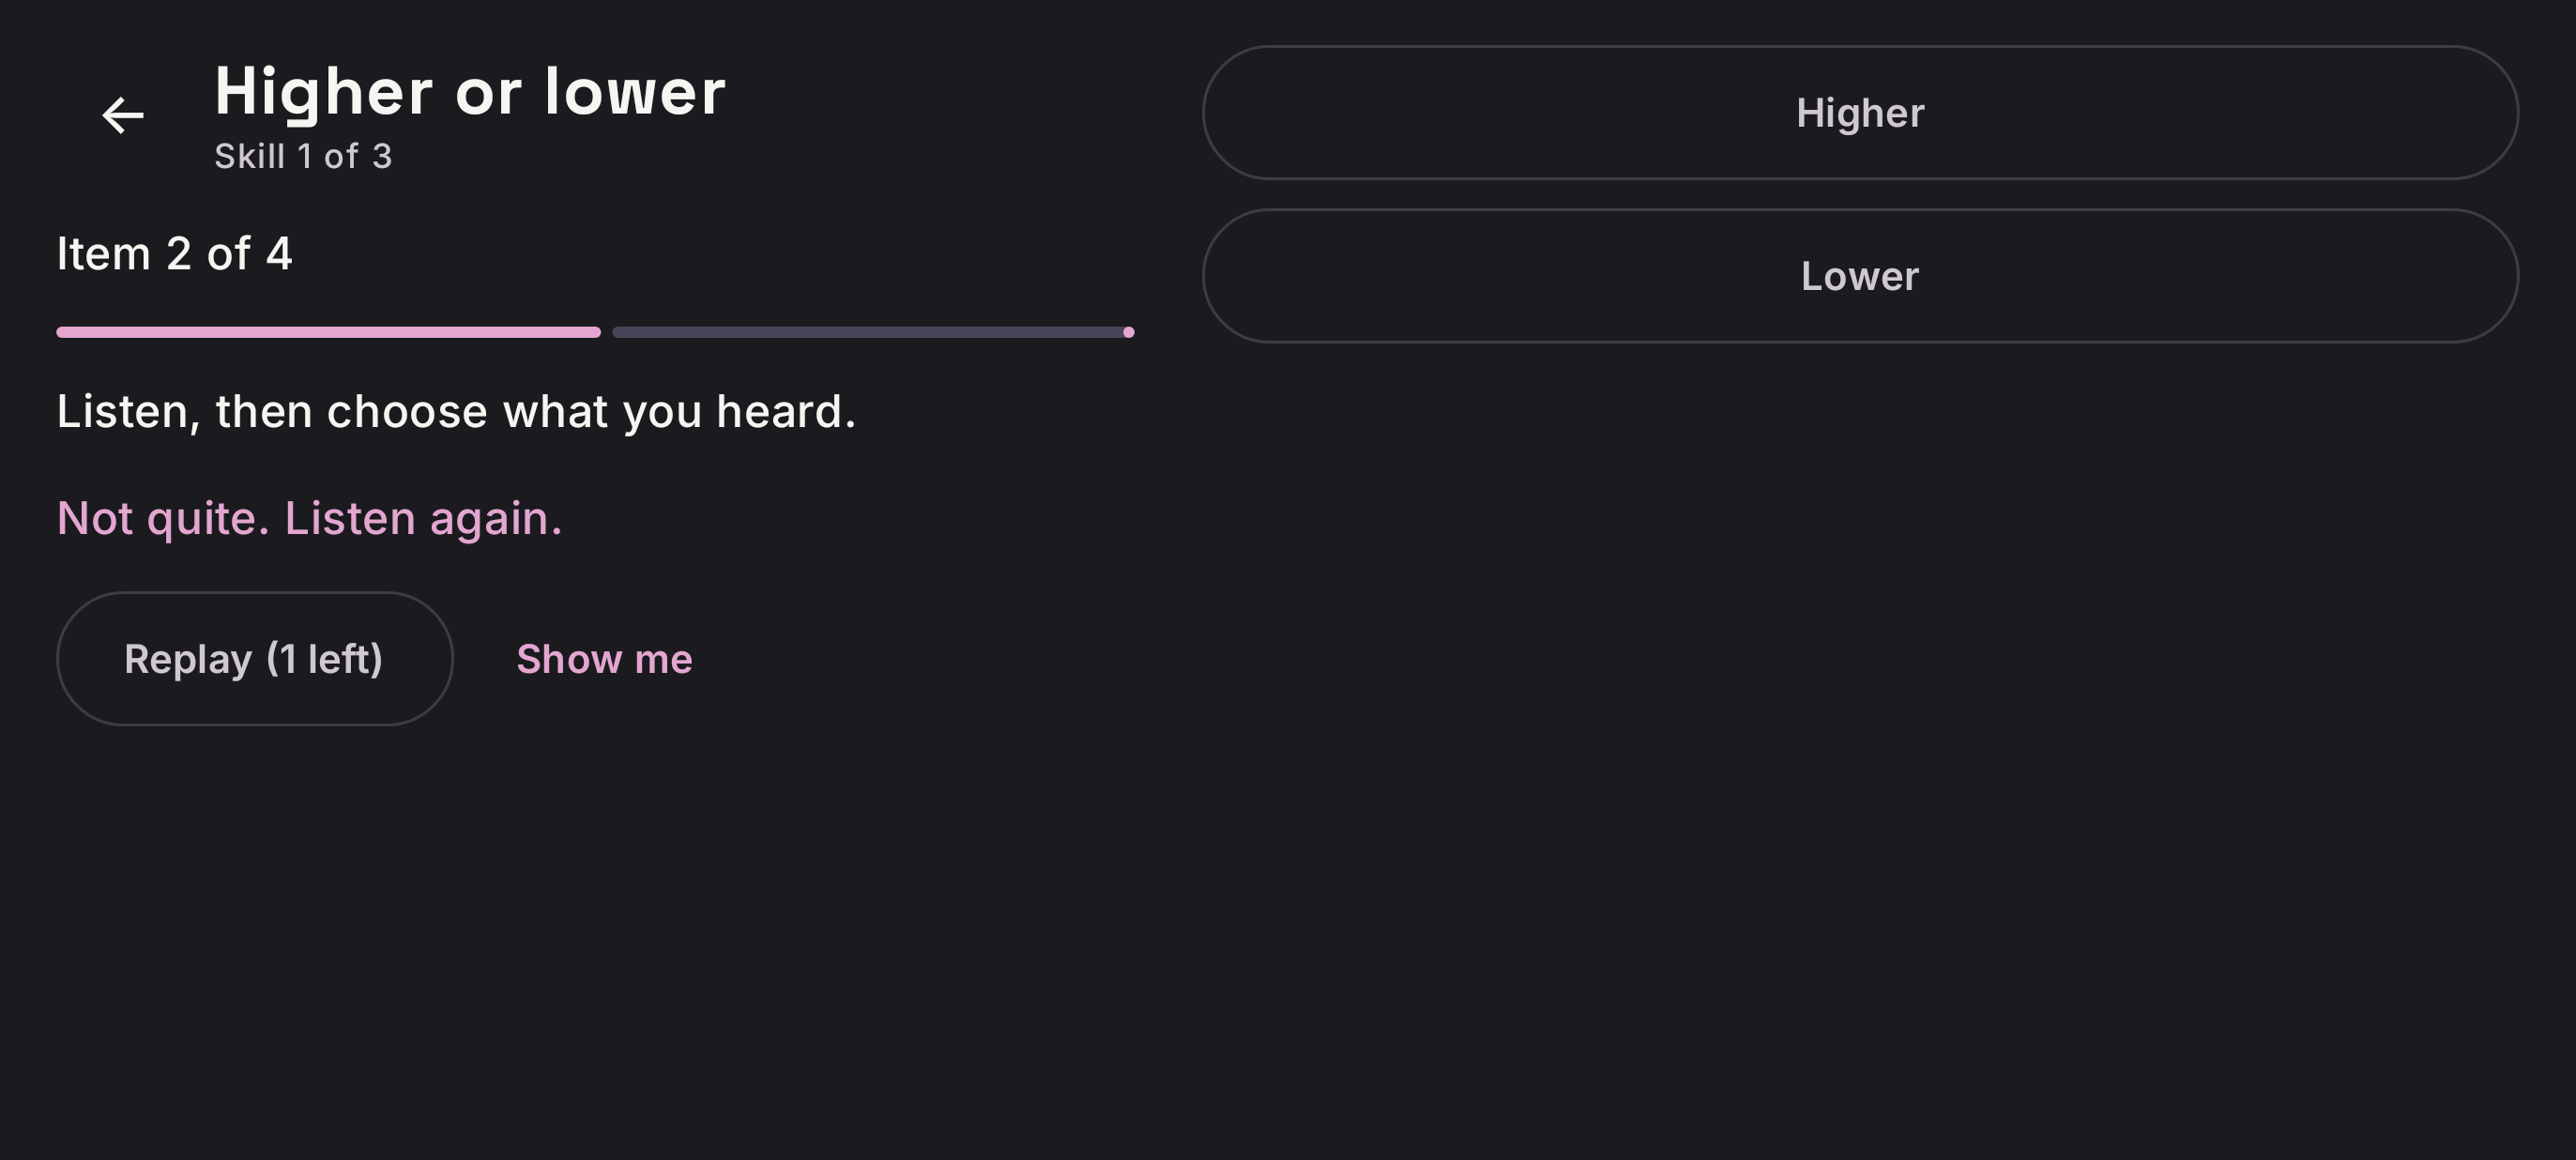 Higher or lower
Skill 1 of 3
Item 2 of 4
Listen, then choose what you heard.
Not quite. Listen again.
Replay (1 left)
Show me
Higher
Lower